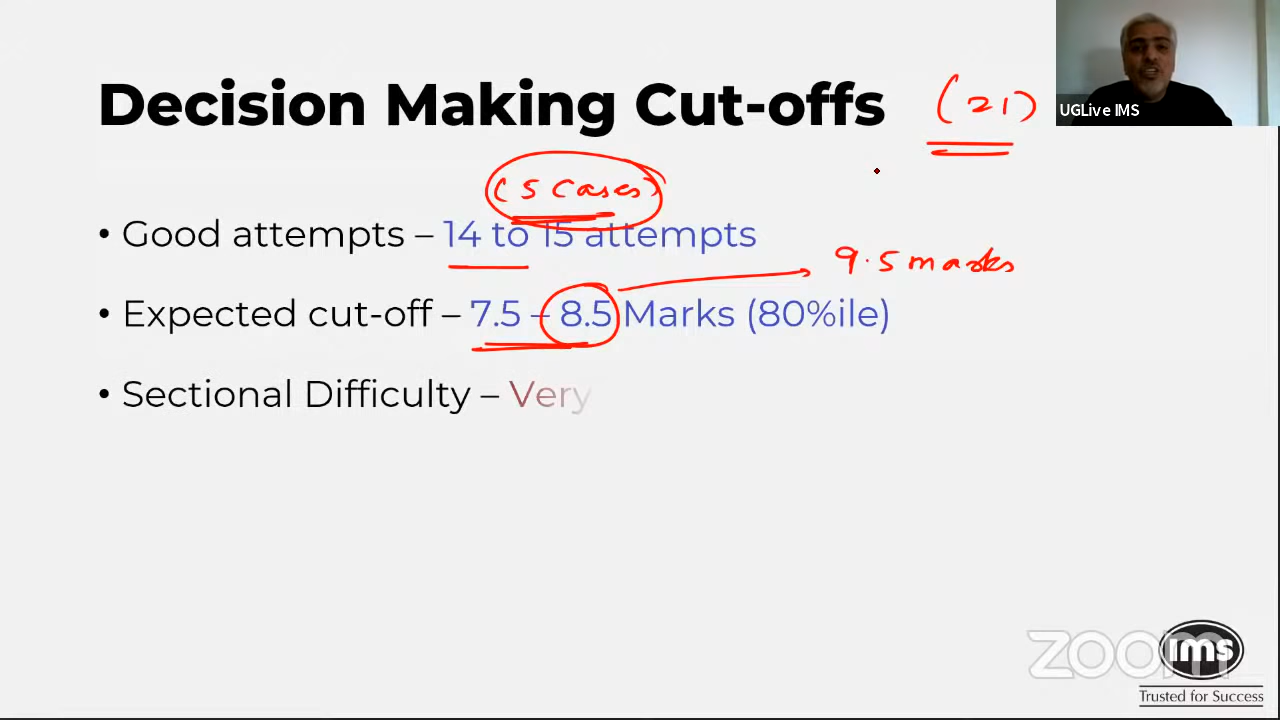 Decision Making Cut-offs (21)
UGLive IMS
(5 Cases)
• Good attempts – 14 to 15 attempts
9.5 marks
• Expected cut-off – 7.5 – 8.5 Marks (80%ile)
• Sectional Difficulty – Very
zoom
ims
Trusted for Success